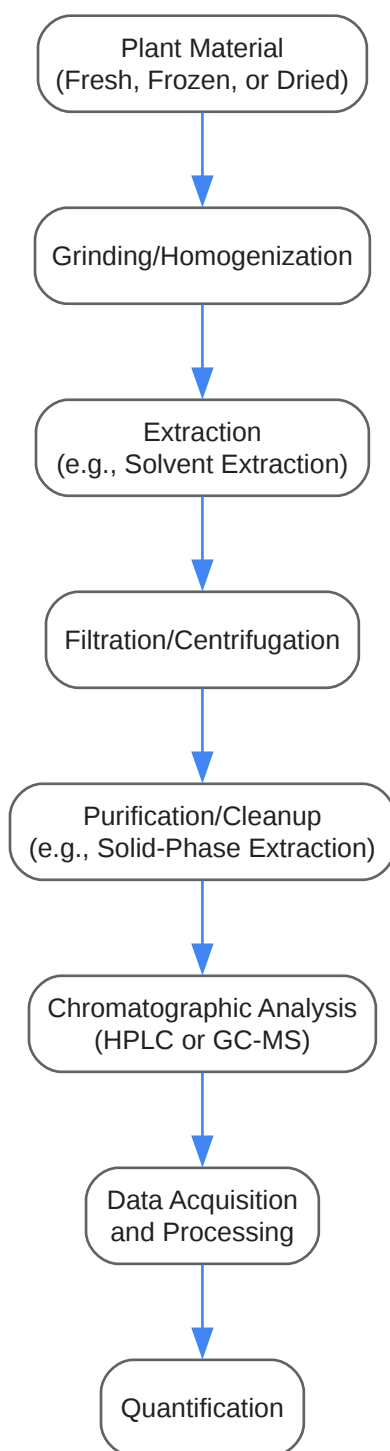 Plant Material
(Fresh, Frozen, or Dried)
Grinding/Homogenization
Extraction
(e.g., Solvent Extraction)
Filtration/Centrifugation
Purification/Cleanup
(e.g., Solid-Phase Extraction)
Chromatographic Analysis
(HPLC or GC-MS)
Data Acquisition
and Processing
Quantification